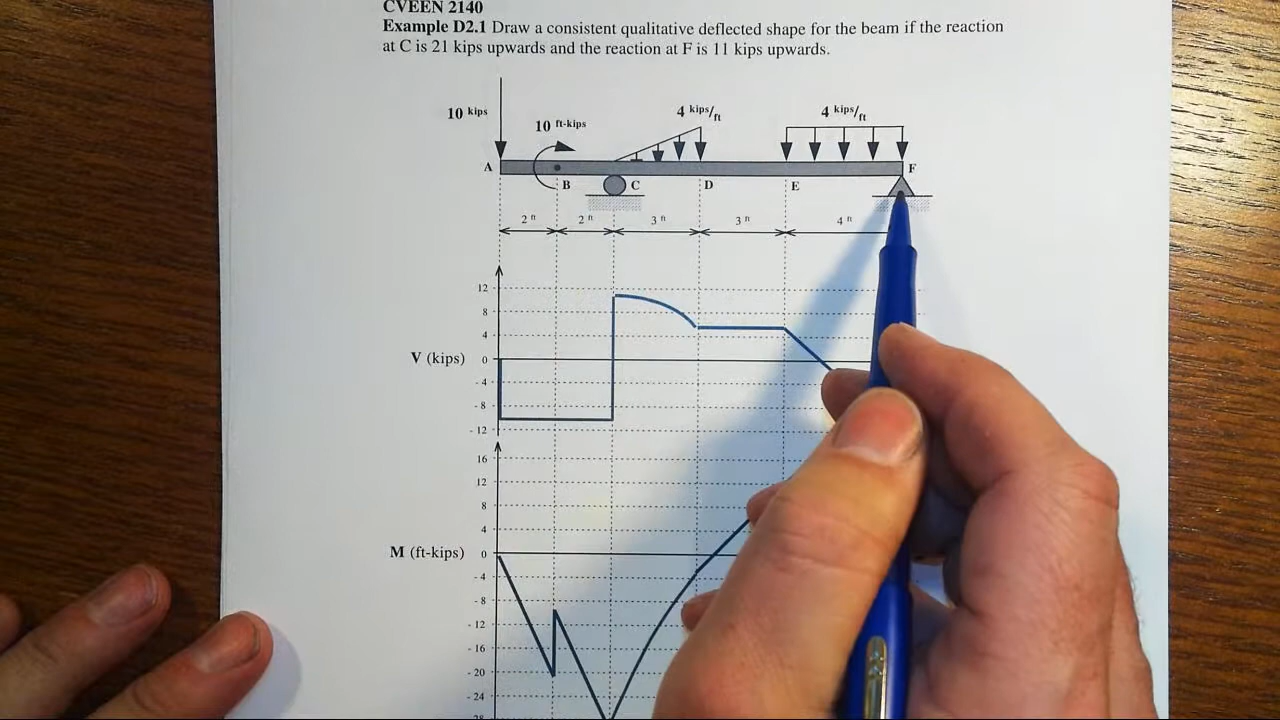 CVEEN 2140
Example D2.1 Draw a consistent qualitative deflected shape for the beam if the reaction
at C is 21 kips upwards and the reaction at F is 11 kips upwards.
10 kips
10 ft-kips
4 kips/ft
4 kips/ft
A
B
C
D
E
F
2 ft
2 ft
3 ft
3 ft
4 ft
12
8
4
V (kips) 0
- 4
- 8
- 12
16
12
8
4
M (ft-kips) 0
- 4
- 8
- 12
- 16
- 20
- 24